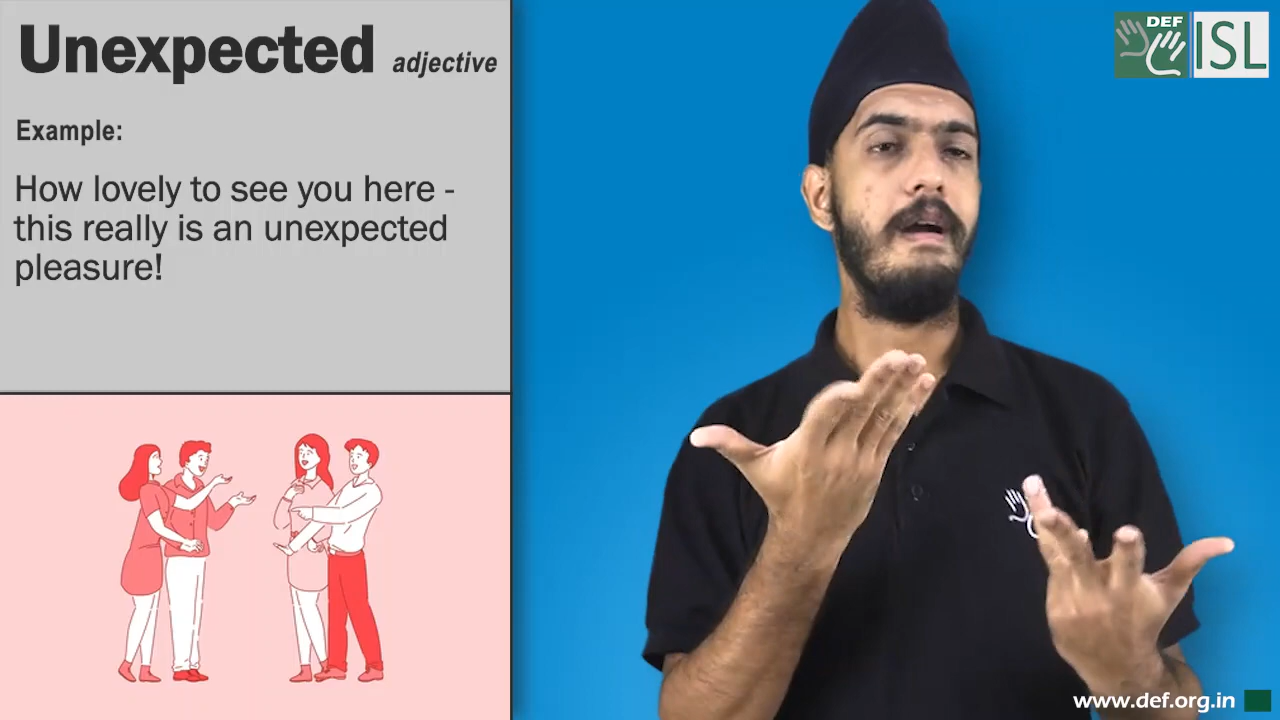 Unexpected adjective
Example:
How lovely to see you here -
this really is an unexpected
pleasure!
DEF
ISL
www.def.org.in